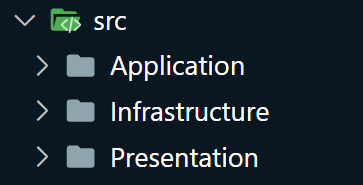 src
Application
Infrastructure
Presentation